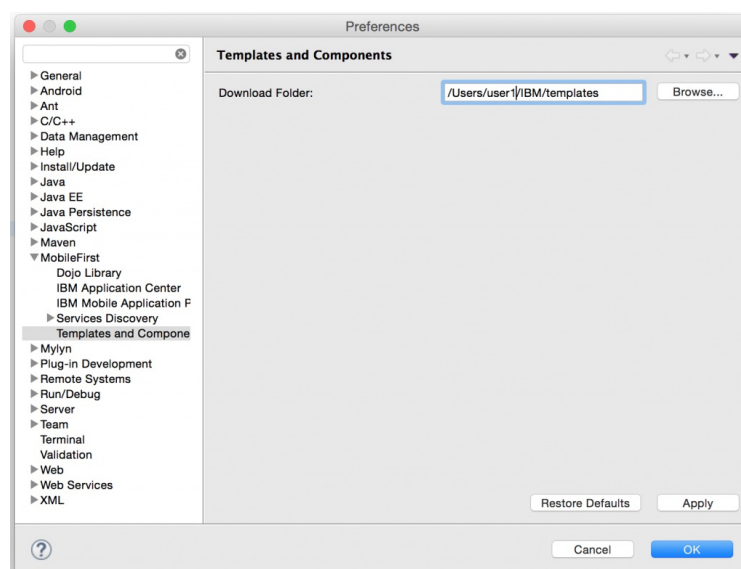 Preferences
Templates and Components
General
Android
Ant
C/C++
Data Management
Help
Install/Update
Java
Java EE
Java Persistence
JavaScript
Maven
MobileFirst
Dojo Library
IBM Application Center
IBM Mobile Application P
Services Discovery
Templates and Compone
Mylyn
Plug-in Development
Remote Systems
Run/Debug
Server
Team
Terminal
Validation
Web
Web Services
XML
Download Folder: /Users/user1/IBM/templates Browse...
Restore Defaults Apply
? Cancel OK